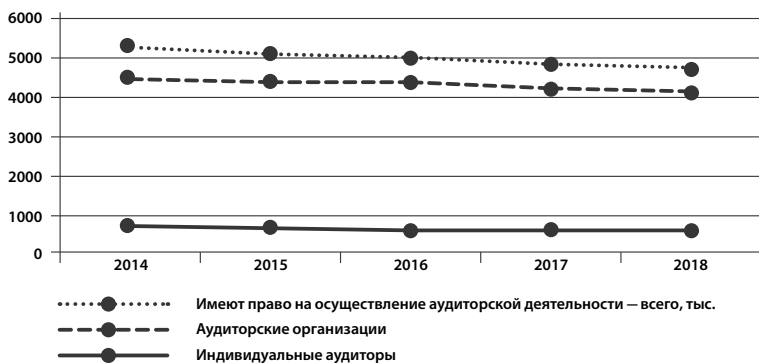 6000
5000
4000
3000
2000
1000
0
2014 2015 2016 2017 2018
Имеют право на осуществление аудиторской деятельности — всего, тыс.
Аудиторские организации
Индивидуальные аудиторы